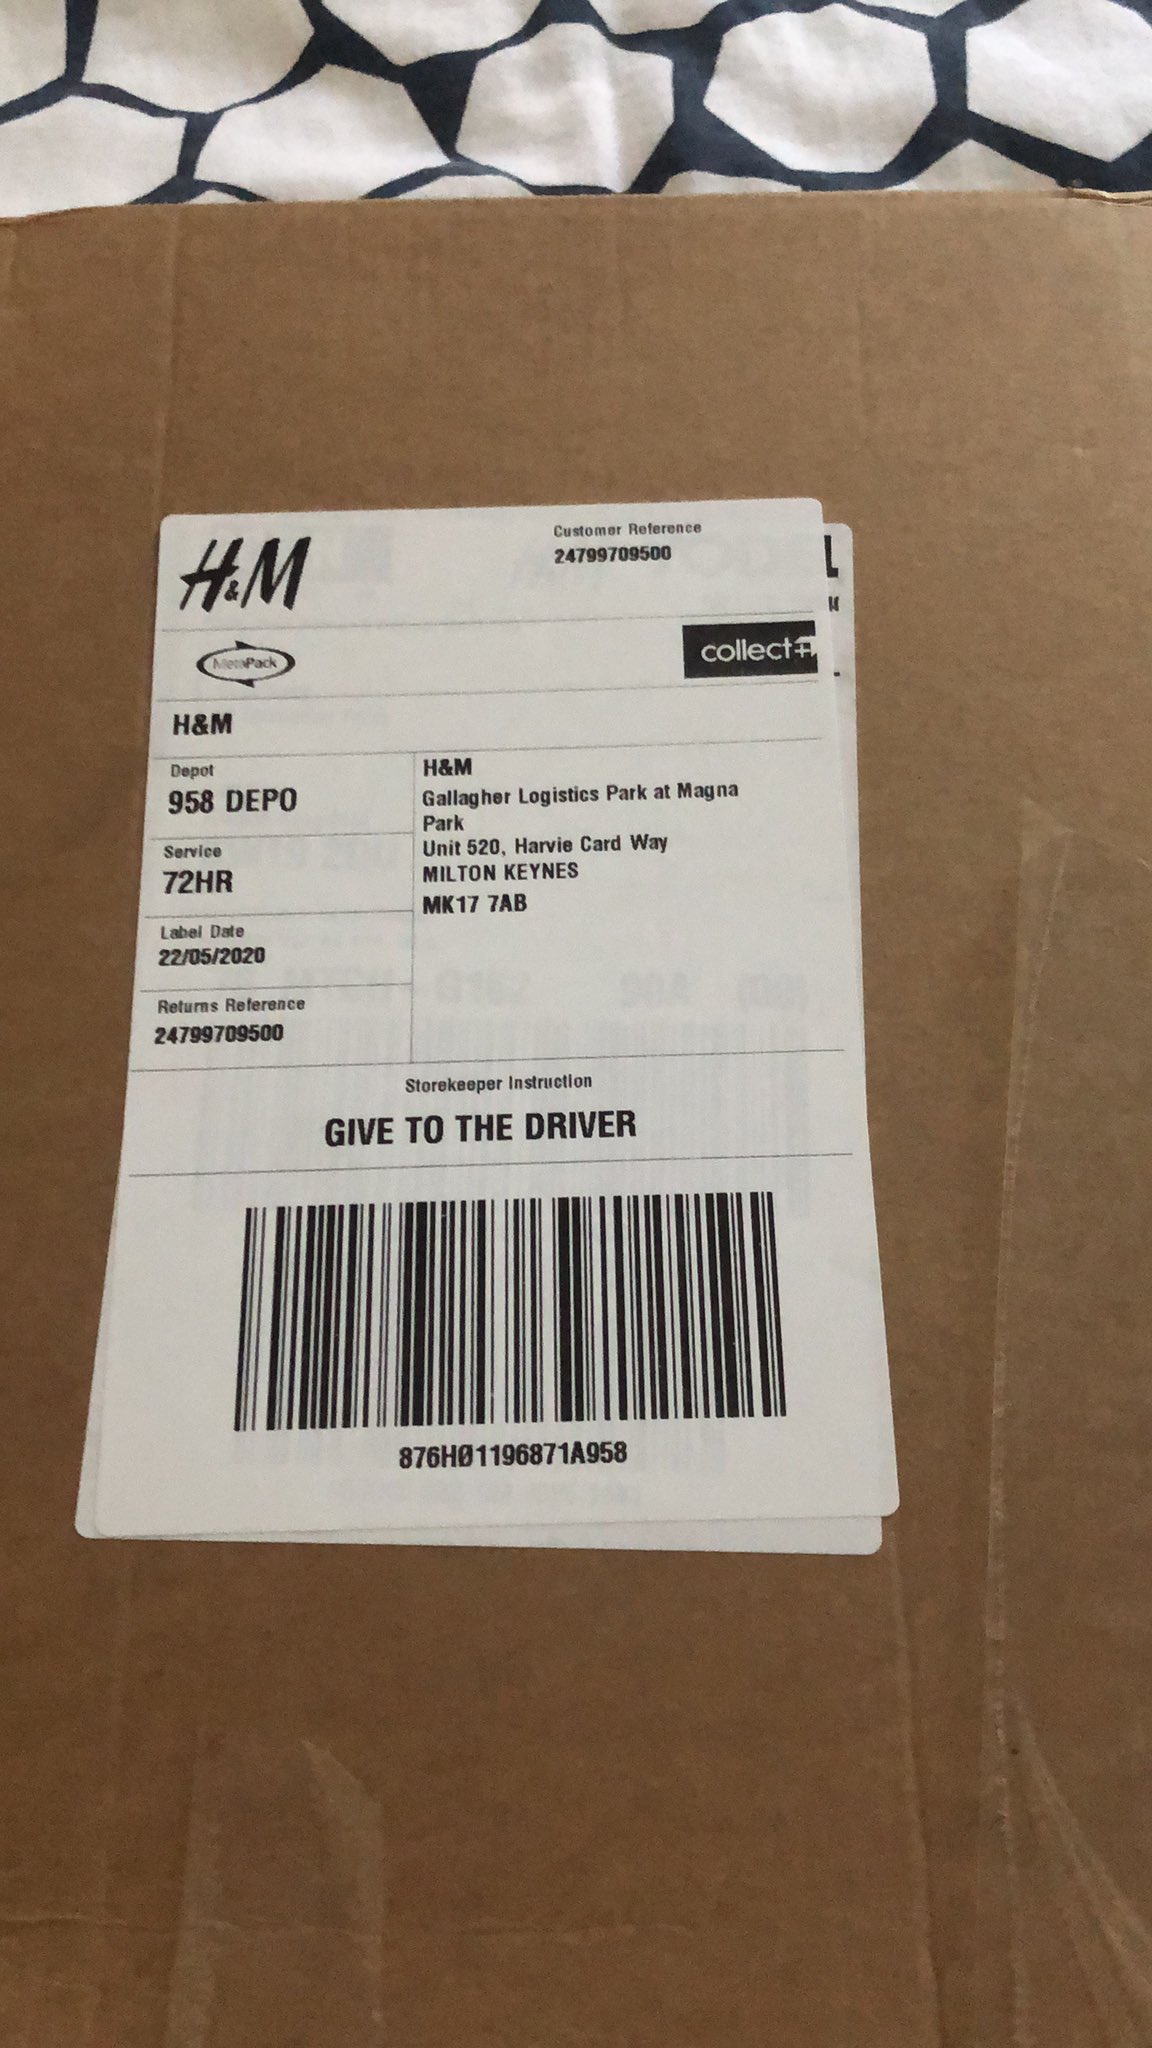 H&M
Customer Reference
24799709500
MetaPack
collect+
H&M
Depot
958 DEPO
Service
72HR
Label Date
22/05/2020
Returns Reference
24799709500
H&M
Gallagher Logistics Park at Magna
Park
Unit 520, Harvie Card Way
MILTON KEYNES
MK17 7AB
Storekeeper Instruction
GIVE TO THE DRIVER
876HØ1196871A958